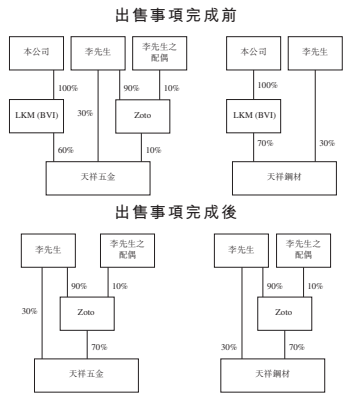 出售事項完成前
本公司
李先生
李先生之
配偶
本公司
李先生
100%
90%
10%
100%
LKM (BVI)
30%
Zoto
LKM (BVI)
60%
10%
70%
30%
天祥五金
天祥鋼材
出售事項完成後
李先生
李先生之
配偶
李先生
李先生之
配偶
90%
10%
90%
10%
30%
Zoto
Zoto
70%
30%
70%
天祥五金
天祥鋼材